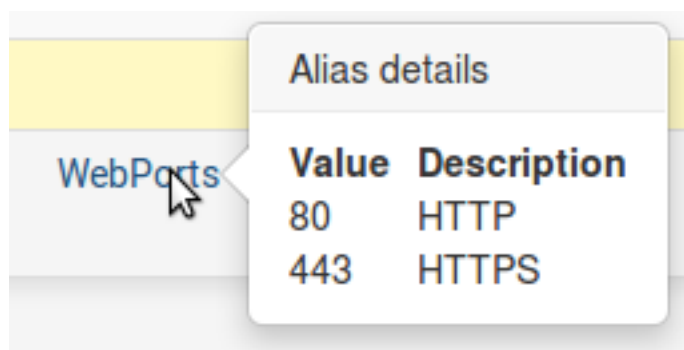 Alias details
WebPorts
Value Description
80 HTTP
443 HTTPS